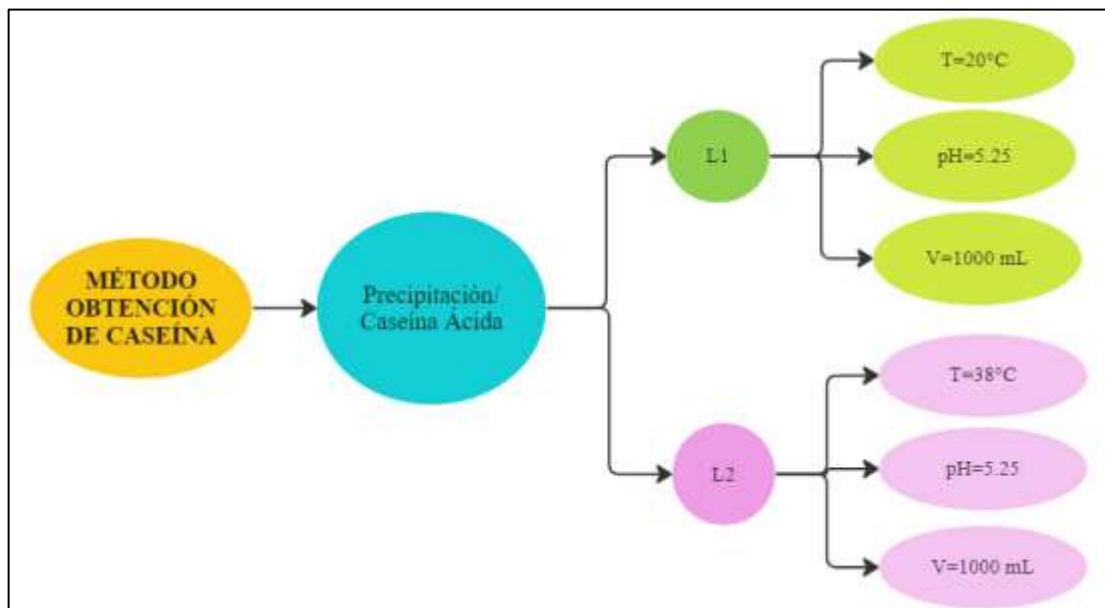 MÉTODO
OBTENCIÓN
DE CASEÍNA
Precipitación/
Caseína Ácida
L1
T=20°C
pH=5.25
V=1000 mL
L2
T=38°C
pH=5.25
V=1000 mL